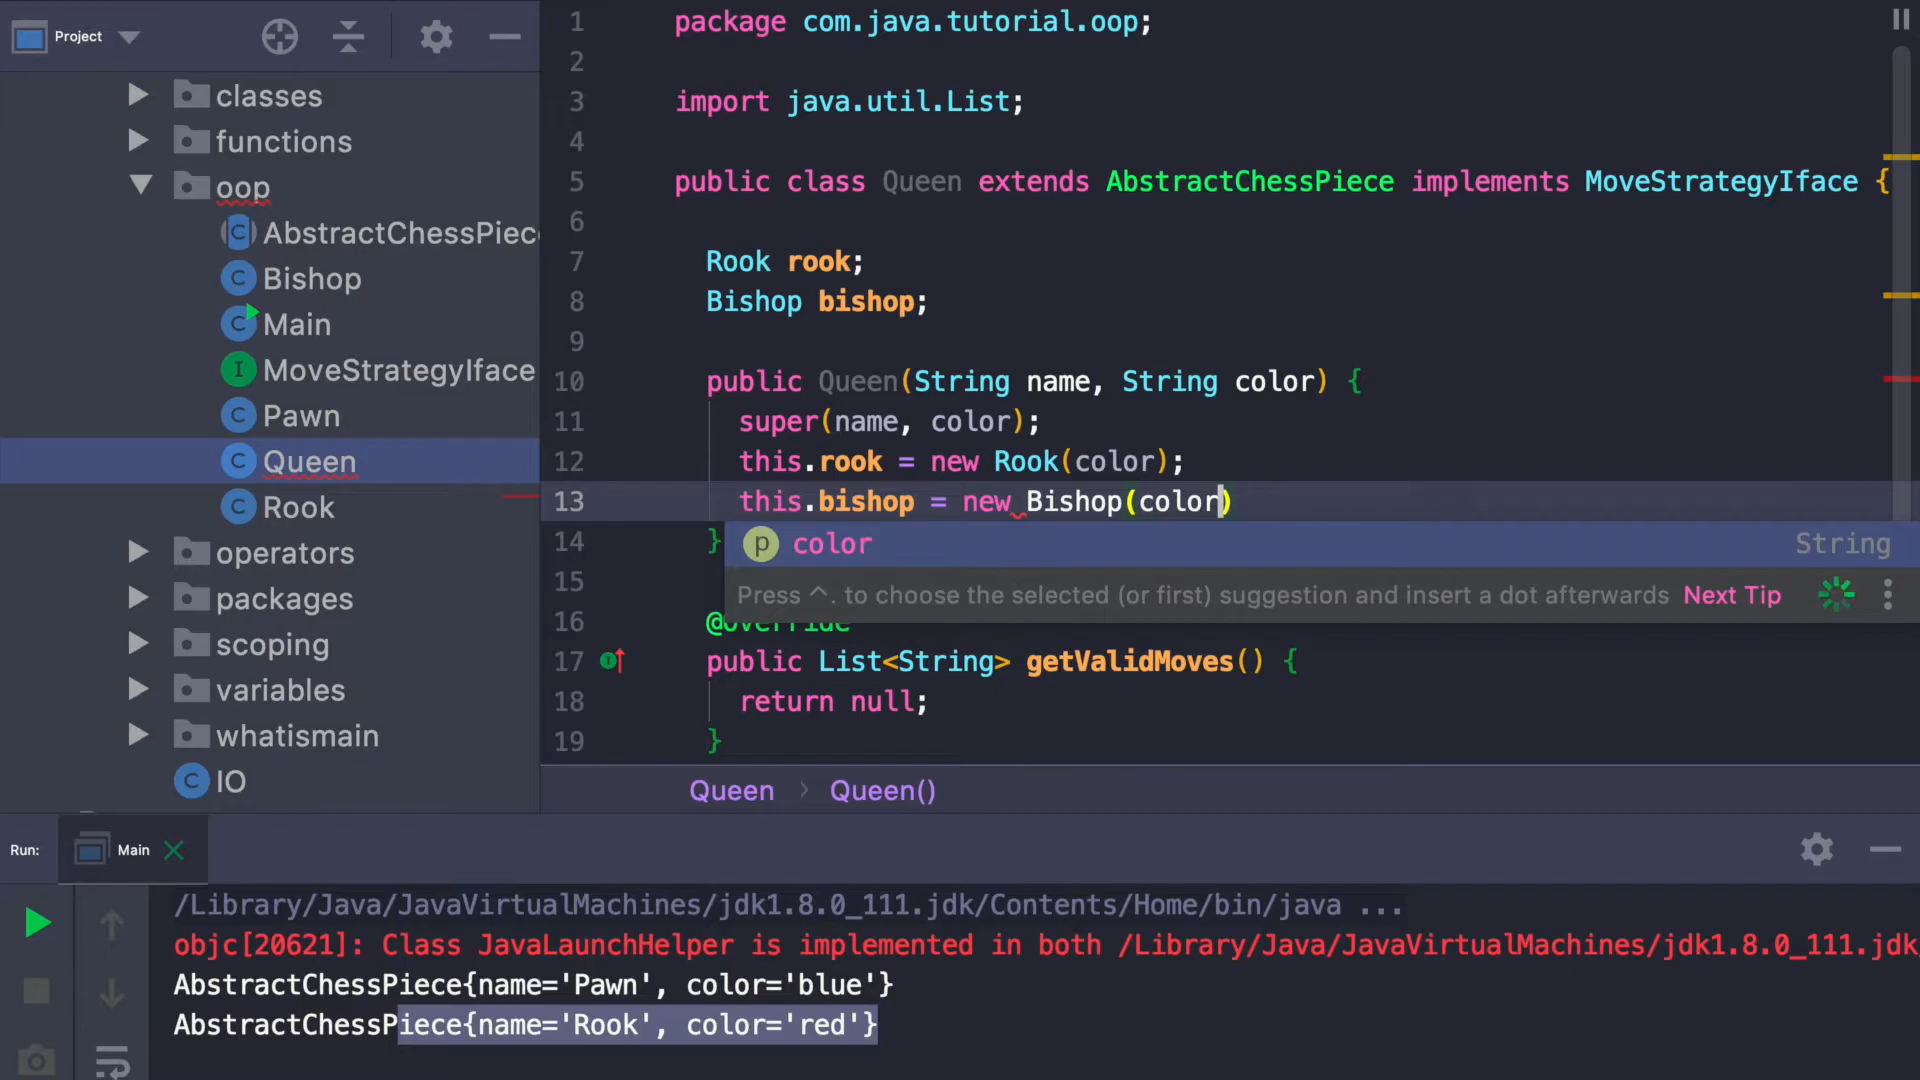 Project
classes
functions
oop
AbstractChessPiece
Bishop
Main
MoveStrategyIface
Pawn
Queen
Rook
operators
packages
scoping
variables
whatismain
IO
1 package com.java.tutorial.oop;
2
3 import java.util.List;
4
5 public class Queen extends AbstractChessPiece implements MoveStrategyIface {
6
7 Rook rook;
8 Bishop bishop;
9
10 public Queen(String name, String color) {
11 super(name, color);
12 this.rook = new Rook(color);
13 this.bishop = new Bishop(color)
14 }
p color String
15
Press ^. to choose the selected (or first) suggestion and insert a dot afterwards Next Tip
16 @Override
17 public List<String> getValidMoves() {
18 return null;
19 }
Queen > Queen()
Run: Main
/Library/Java/JavaVirtualMachines/jdk1.8.0_111.jdk/Contents/Home/bin/java ...
objc[20621]: Class JavaLaunchHelper is implemented in both /Library/Java/JavaVirtualMachines/jdk1.8.0_111.jdk
AbstractChessPiece{name='Pawn', color='blue'}
AbstractChessPiece{name='Rook', color='red'}